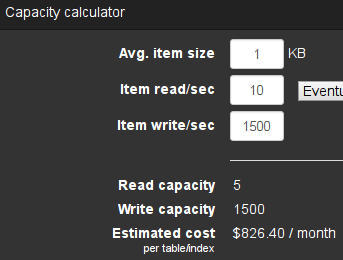 Capacity calculator
Avg. item size 1 KB
Item read/sec 10 Eventu
Item write/sec 1500
Read capacity 5
Write capacity 1500
Estimated cost $826.40 / month
per table/index